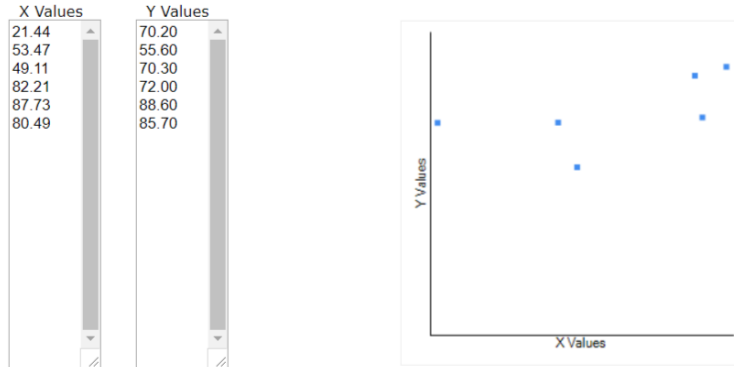 X Values Y Values
21.44 70.20
53.47 55.60
49.11 70.30
82.21 72.00
87.73 88.60
80.49 85.70
Y Values
X Values